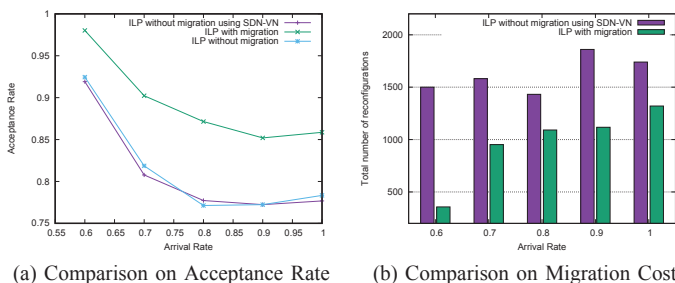 ILP without migration using SDN-VN
ILP with migration
ILP without migration
Acceptance Rate
1
0.95
0.9
0.85
0.8
0.75
0.55 0.6 0.65 0.7 0.75 0.8 0.85 0.9 0.95 1
Arrival Rate
(a) Comparison on Acceptance Rate
ILP without migration using SDN-VN
ILP with migration
Total number of reconfigurations
2000
1500
1000
500
0.6 0.7 0.8 0.9 1
Arrival Rate
(b) Comparison on Migration Cost